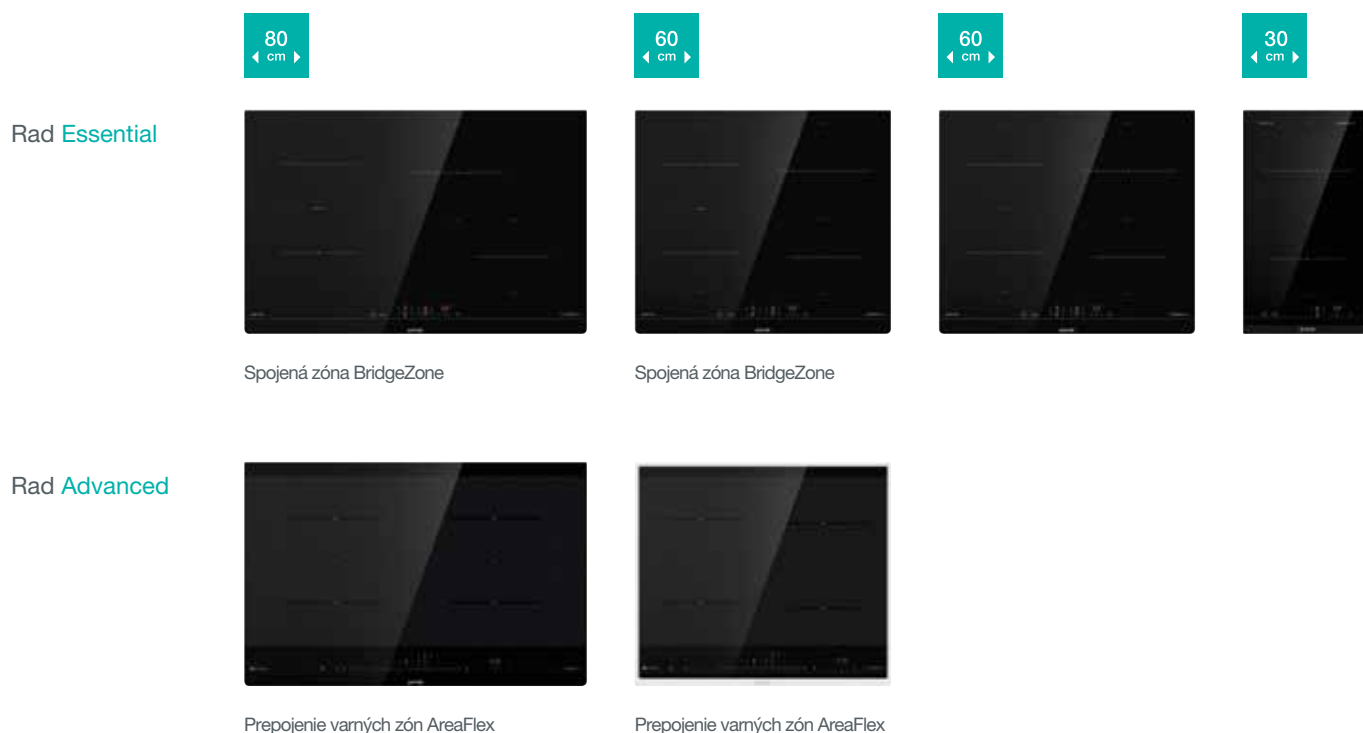 80
cm
60
cm
60
cm
30
cm
Rad Essential
Spojená zóna BridgeZone
Spojená zóna BridgeZone
Rad Advanced
Prepojenie varných zón AreaFlex
Prepojenie varných zón AreaFlex